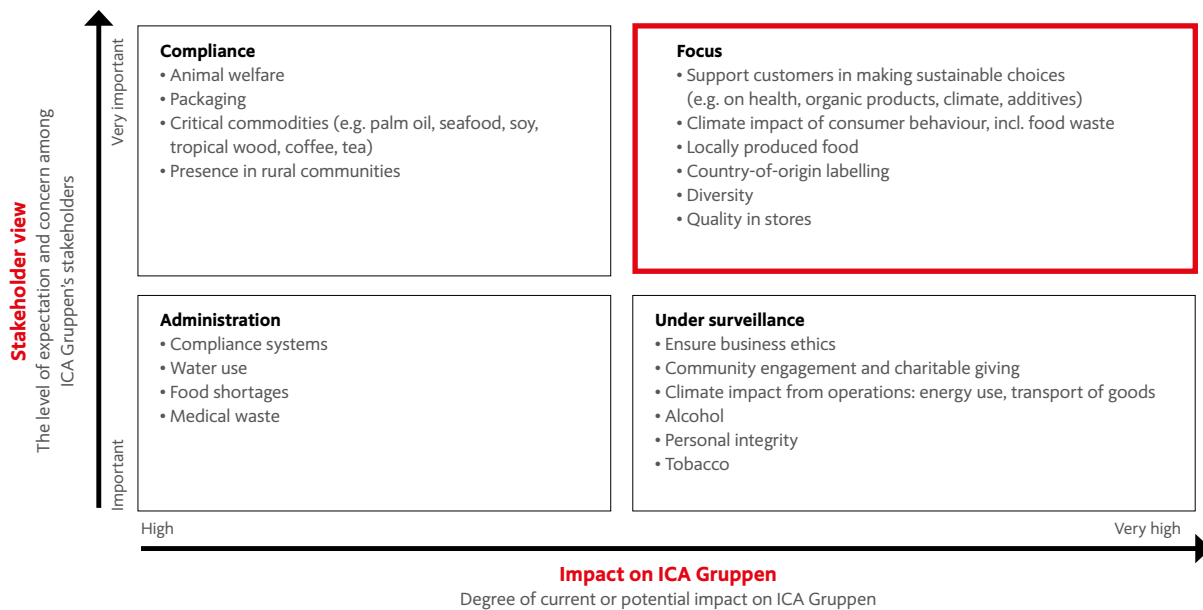 Stakeholder view
The level of expectation and concern among
ICA Gruppen's stakeholders
Very important
Important
Compliance
• Animal welfare
• Packaging
• Critical commodities (e.g. palm oil, seafood, soy,
tropical wood, coffee, tea)
• Presence in rural communities
Focus
• Support customers in making sustainable choices
(e.g. on health, organic products, climate, additives)
• Climate impact of consumer behaviour, incl. food waste
• Locally produced food
• Country-of-origin labelling
• Diversity
• Quality in stores
Administration
• Compliance systems
• Water use
• Food shortages
• Medical waste
Under surveillance
• Ensure business ethics
• Community engagement and charitable giving
• Climate impact from operations: energy use, transport of goods
• Alcohol
• Personal integrity
• Tobacco
High
Very high
Impact on ICA Gruppen
Degree of current or potential impact on ICA Gruppen